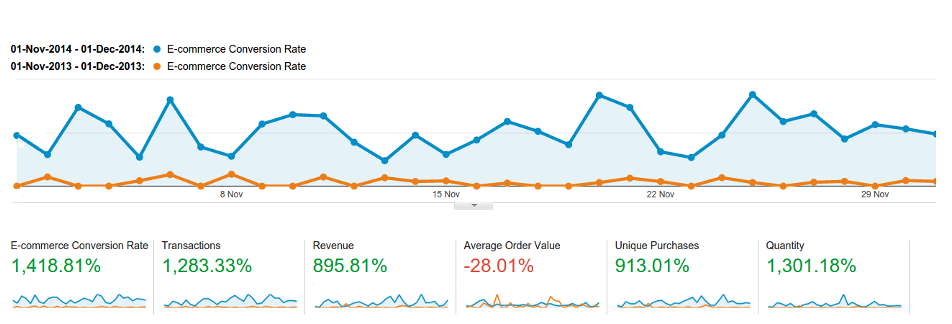 01-Nov-2014 - 01-Dec-2014: E-commerce Conversion Rate
01-Nov-2013 - 01-Dec-2013: E-commerce Conversion Rate
8 Nov 15 Nov 22 Nov 29 Nov
E-commerce Conversion Rate Transactions Revenue Average Order Value Unique Purchases Quantity
1,418.81% 1,283.33% 895.81% -28.01% 913.01% 1,301.18%